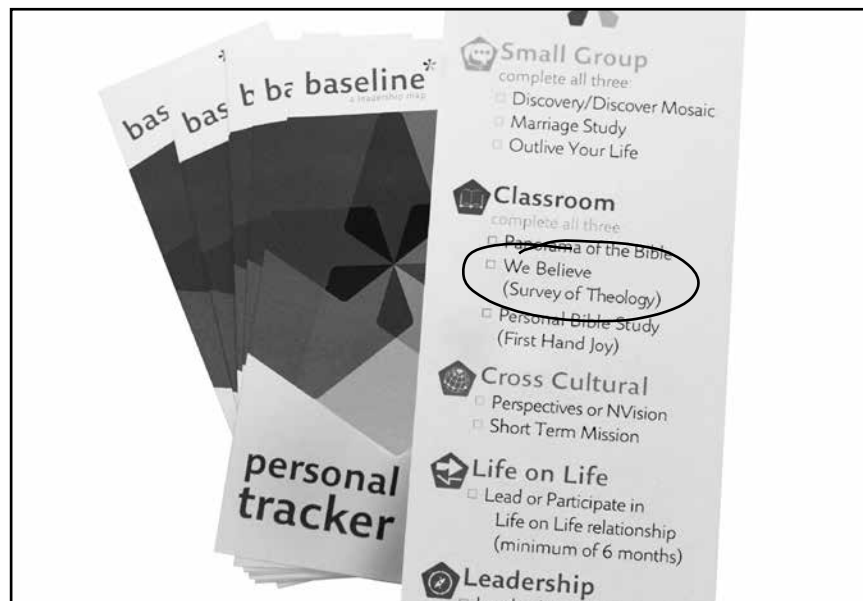 bas
bas
b
ba
baseline*
a leadership map
personal
tracker
Small Group
complete all three:
Discovery/Discover Mosaic
Marriage Study
Outlive Your Life
Classroom
complete all three
Panorama of the Bible
We Believe
(Survey of Theology)
Personal Bible Study
(First Hand Joy)
Cross Cultural
Perspectives or NVision
Short Term Mission
Life on Life
Lead or Participate in
Life on Life relationship
(minimum of 6 months)
Leadership